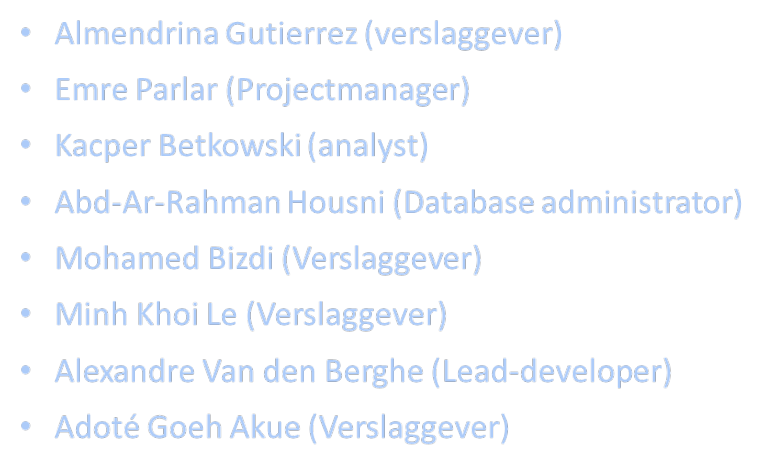 • Almendrina Gutierrez (verslaggever)
• Emre Parlar (Projectmanager)
• Kacper Betkowski (analyst)
• Abd-Ar-Rahman Housni (Database administrator)
• Mohamed Bizdi (Verslaggever)
• Minh Khoi Le (Verslaggever)
• Alexandre Van den Berghe (Lead-developer)
• Adoté Goeh Akue (Verslaggever)